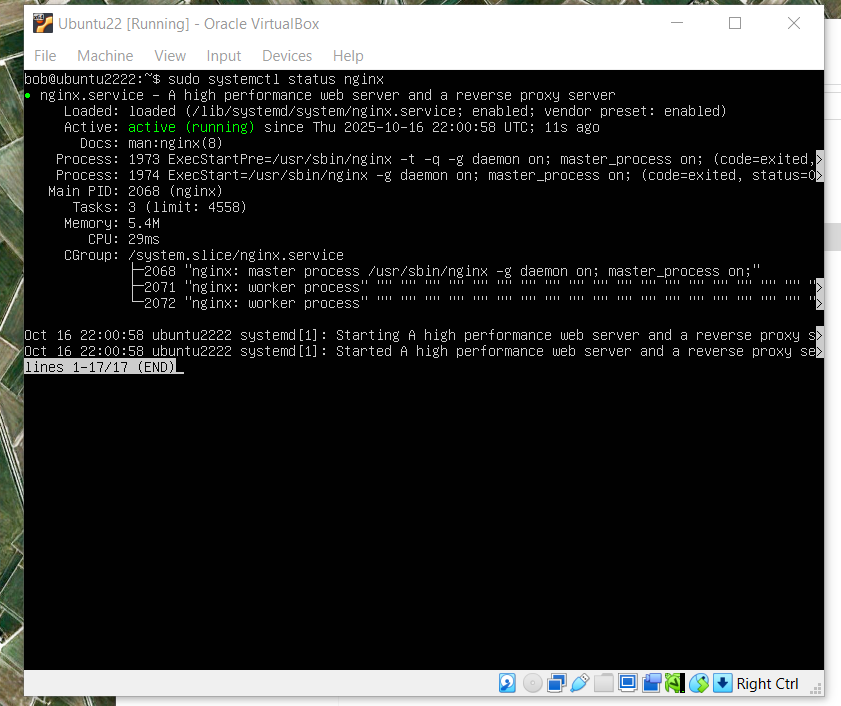 Ubuntu22 [Running] - Oracle VirtualBox
File Machine View Input Devices Help
bob@ubuntu2222:~$ sudo systemctl status nginx
● nginx.service - A high performance web server and a reverse proxy server
Loaded: loaded (/lib/systemd/system/nginx.service; enabled; vendor preset: enabled)
Active: active (running) since Thu 2025-10-16 22:00:58 UTC; 11s ago
Docs: man:nginx(8)
Process: 1973 ExecStartPre=/usr/sbin/nginx -t -q -g daemon on; master_process on; (code=exited,>
Process: 1974 ExecStart=/usr/sbin/nginx -g daemon on; master_process on; (code=exited, status=0>
Main PID: 2068 (nginx)
Tasks: 3 (limit: 4558)
Memory: 5.4M
CPU: 29ms
CGroup: /system.slice/nginx.service
├─2068 "nginx: master process /usr/sbin/nginx -g daemon on; master_process on;"
├─2071 "nginx: worker process" "" "" "" "" "" "" "" "" "" "" "" "" "" "" "" "" "" "" ">
└─2072 "nginx: worker process" "" "" "" "" "" "" "" "" "" "" "" "" "" "" "" "" "" "" ">
Oct 16 22:00:58 ubuntu2222 systemd[1]: Starting A high performance web server and a reverse proxy s>
Oct 16 22:00:58 ubuntu2222 systemd[1]: Started A high performance web server and a reverse proxy se>
lines 1-17/17 (END)
Right Ctrl